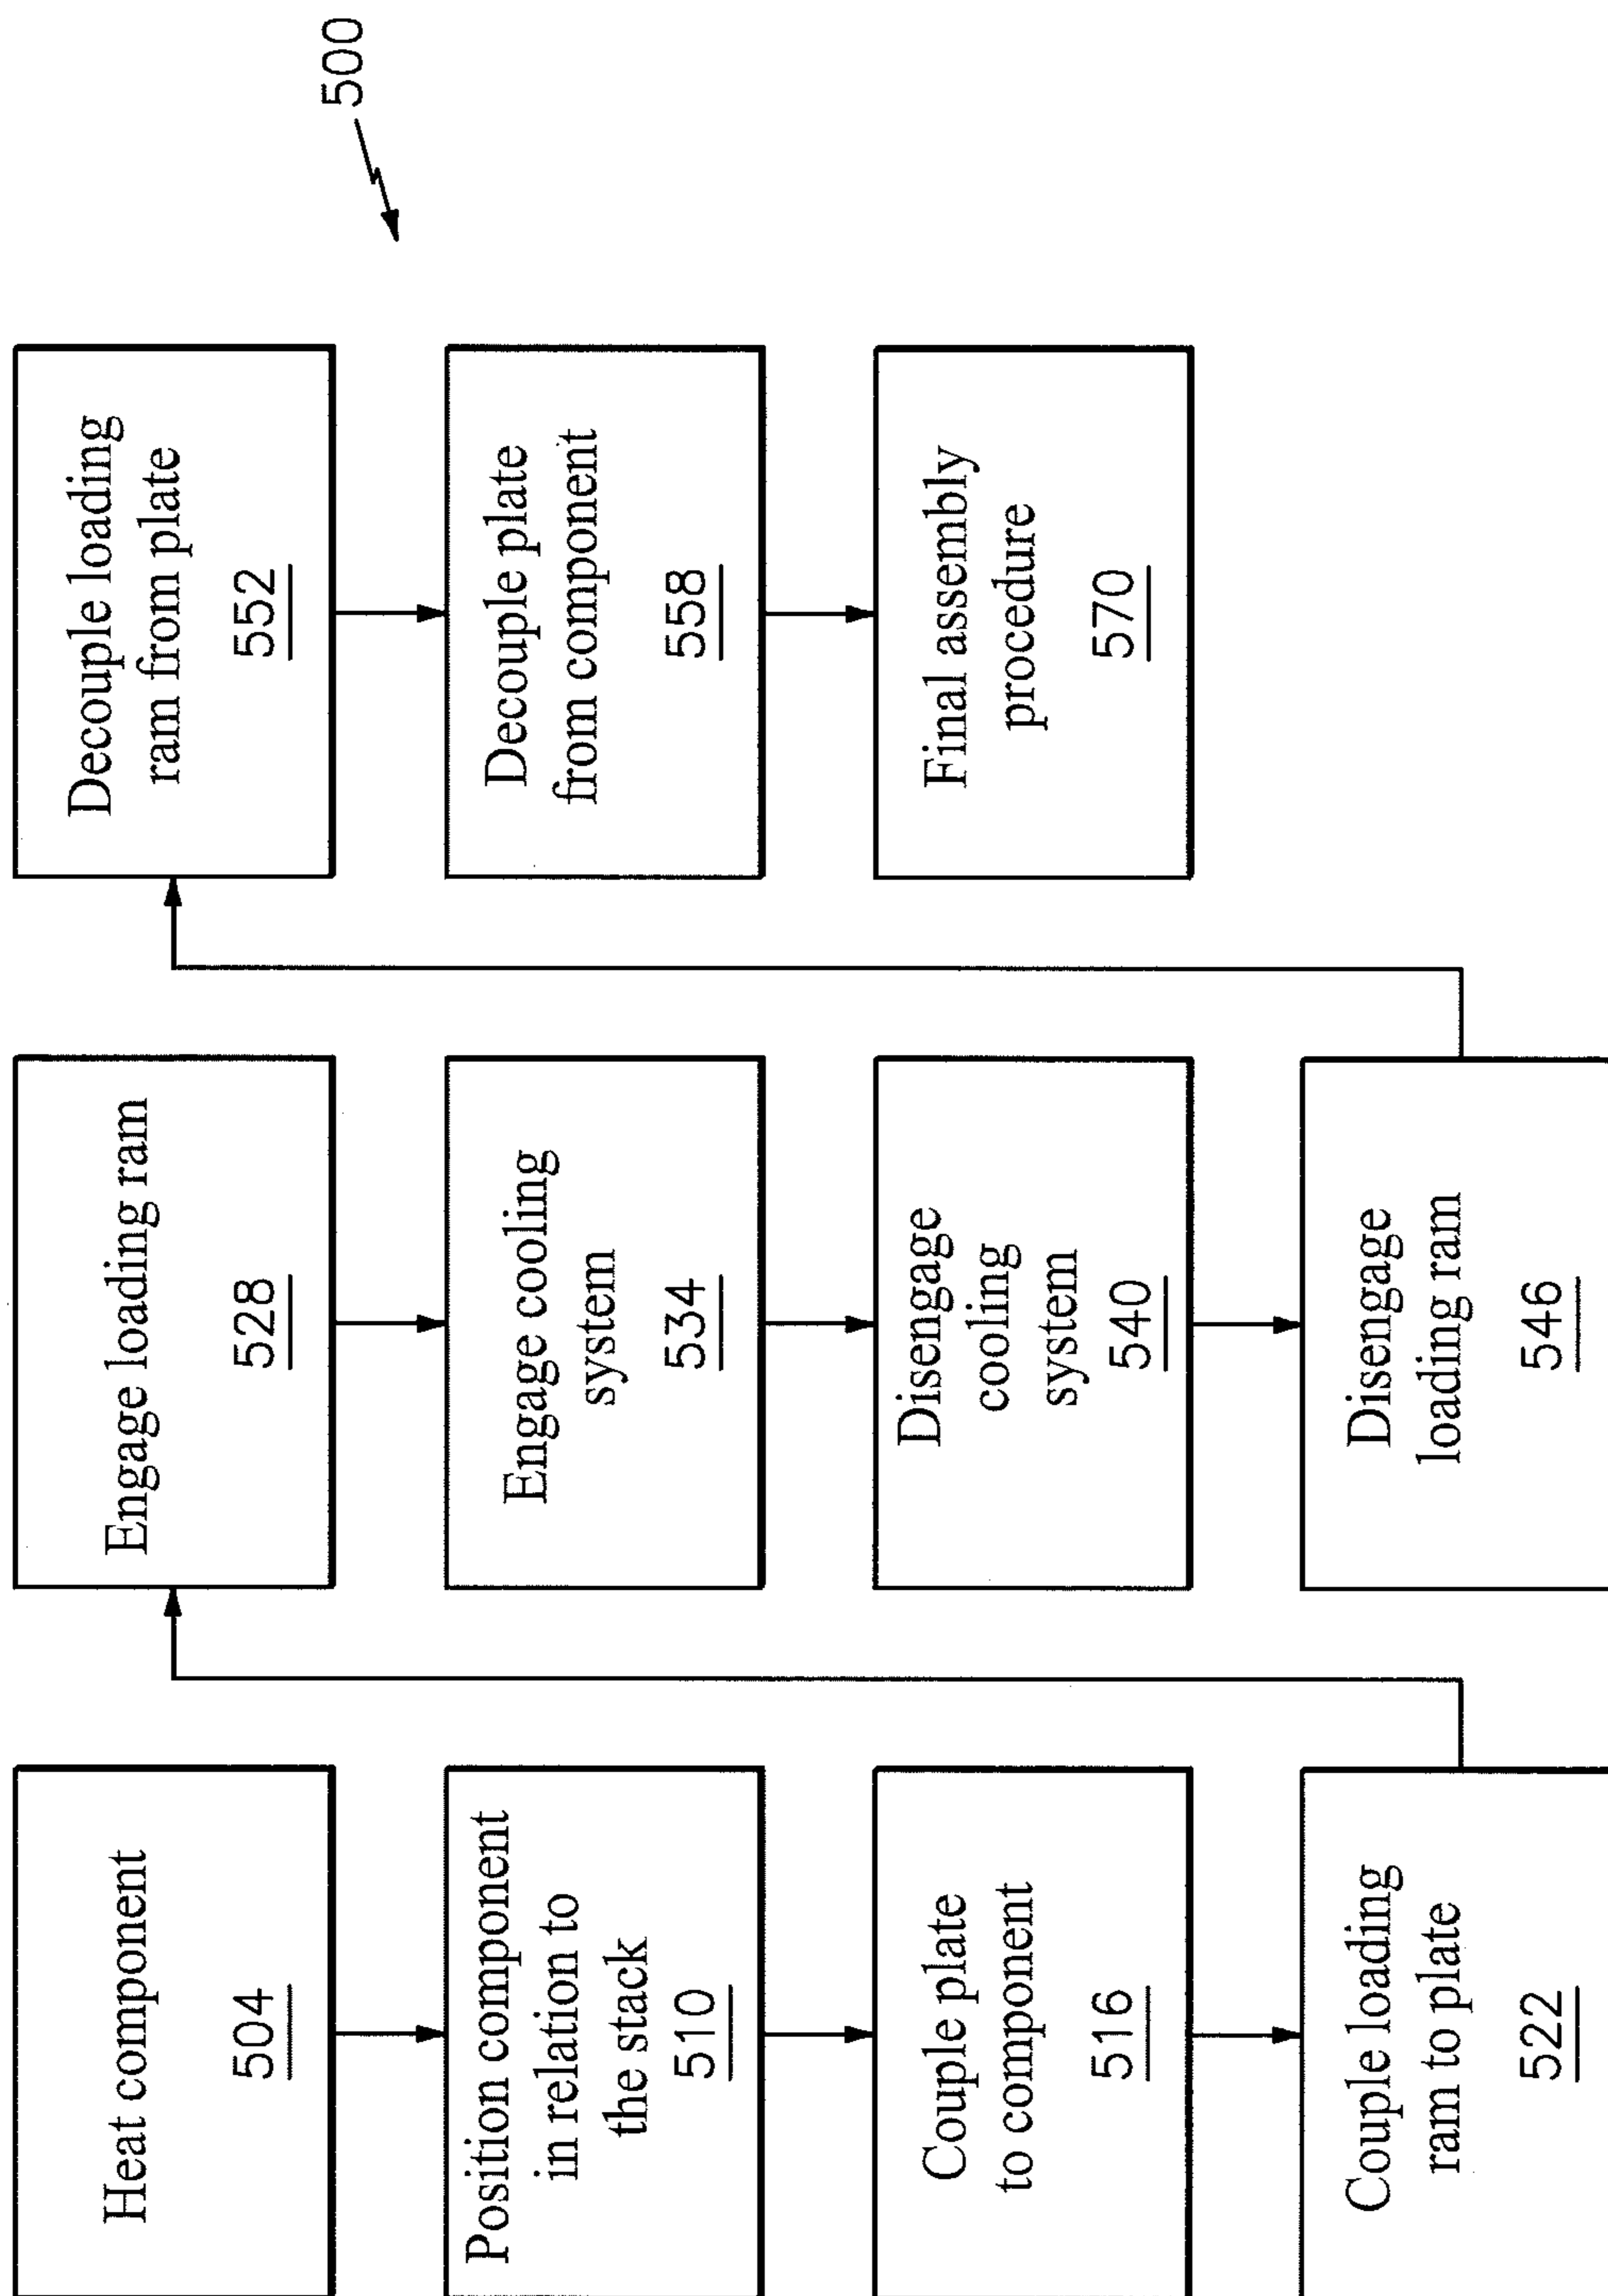 Heat component
504
Position component
in relation to
the stack
510
Couple plate
to component
516
Couple loading
ram to plate
522
Engage loading ram
528
Engage cooling
system
534
Disengage
cooling
system
540
Disengage
loading ram
546
Decouple loading
ram from plate
552
Decouple plate
from component
558
Final assembly
procedure
570
500